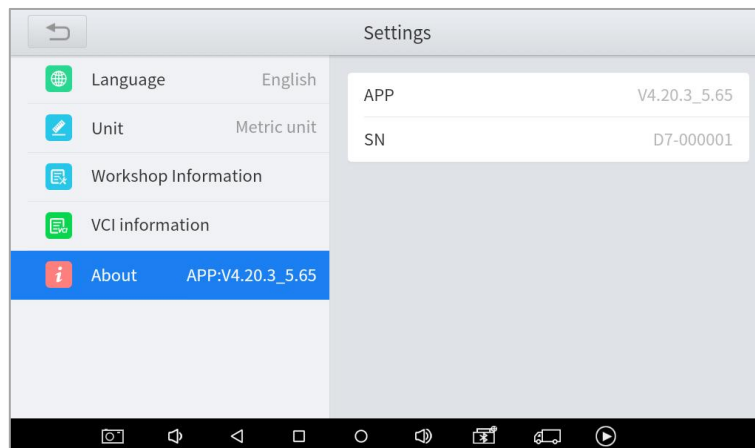 Settings
Language English
Unit Metric unit
Workshop Information
VCI information
About APP:V4.20.3_5.65
APP V4.20.3_5.65
SN D7-000001